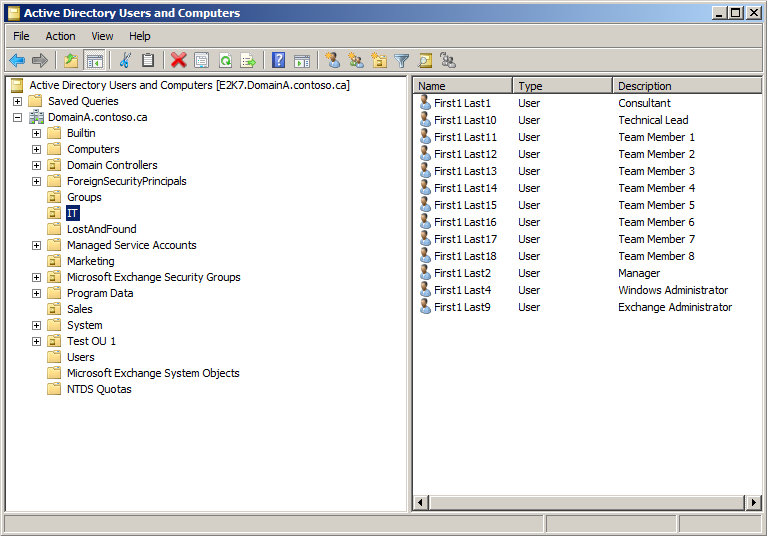 Active Directory Users and Computers
File Action View Help
Active Directory Users and Computers [E2K7.DomainA.contoso.ca]
Saved Queries
DomainA.contoso.ca
Builtin
Computers
Domain Controllers
ForeignSecurityPrincipals
Groups
IT
LostAndFound
Managed Service Accounts
Marketing
Microsoft Exchange Security Groups
Program Data
Sales
System
Test OU 1
Users
Microsoft Exchange System Objects
NTDS Quotas
Name Type Description
First1 Last1 User Consultant
First1 Last10 User Technical Lead
First1 Last11 User Team Member 1
First1 Last12 User Team Member 2
First1 Last13 User Team Member 3
First1 Last14 User Team Member 4
First1 Last15 User Team Member 5
First1 Last16 User Team Member 6
First1 Last17 User Team Member 7
First1 Last18 User Team Member 8
First1 Last2 User Manager
First1 Last4 User Windows Administrator
First1 Last9 User Exchange Administrator